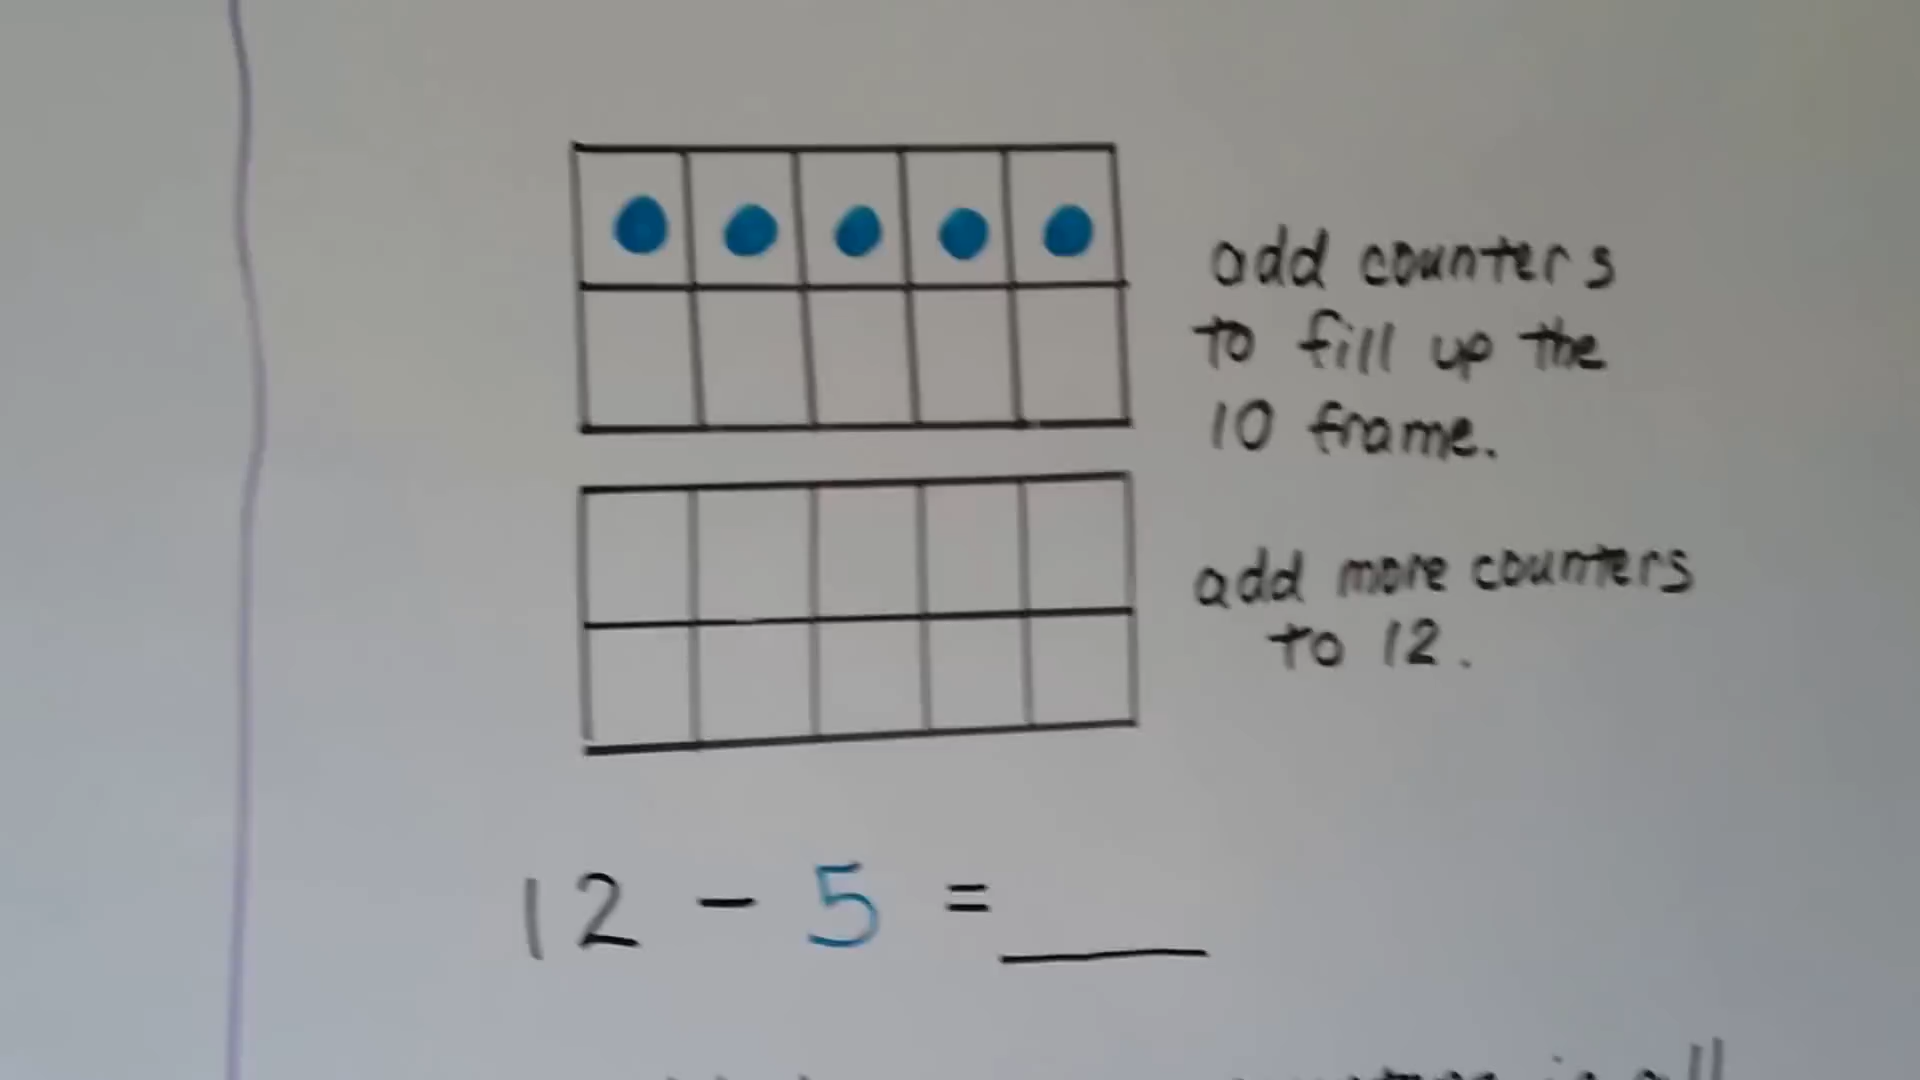 add counters
to fill up the
10 frame.
add more counters
to 12.
12 - 5 = ___